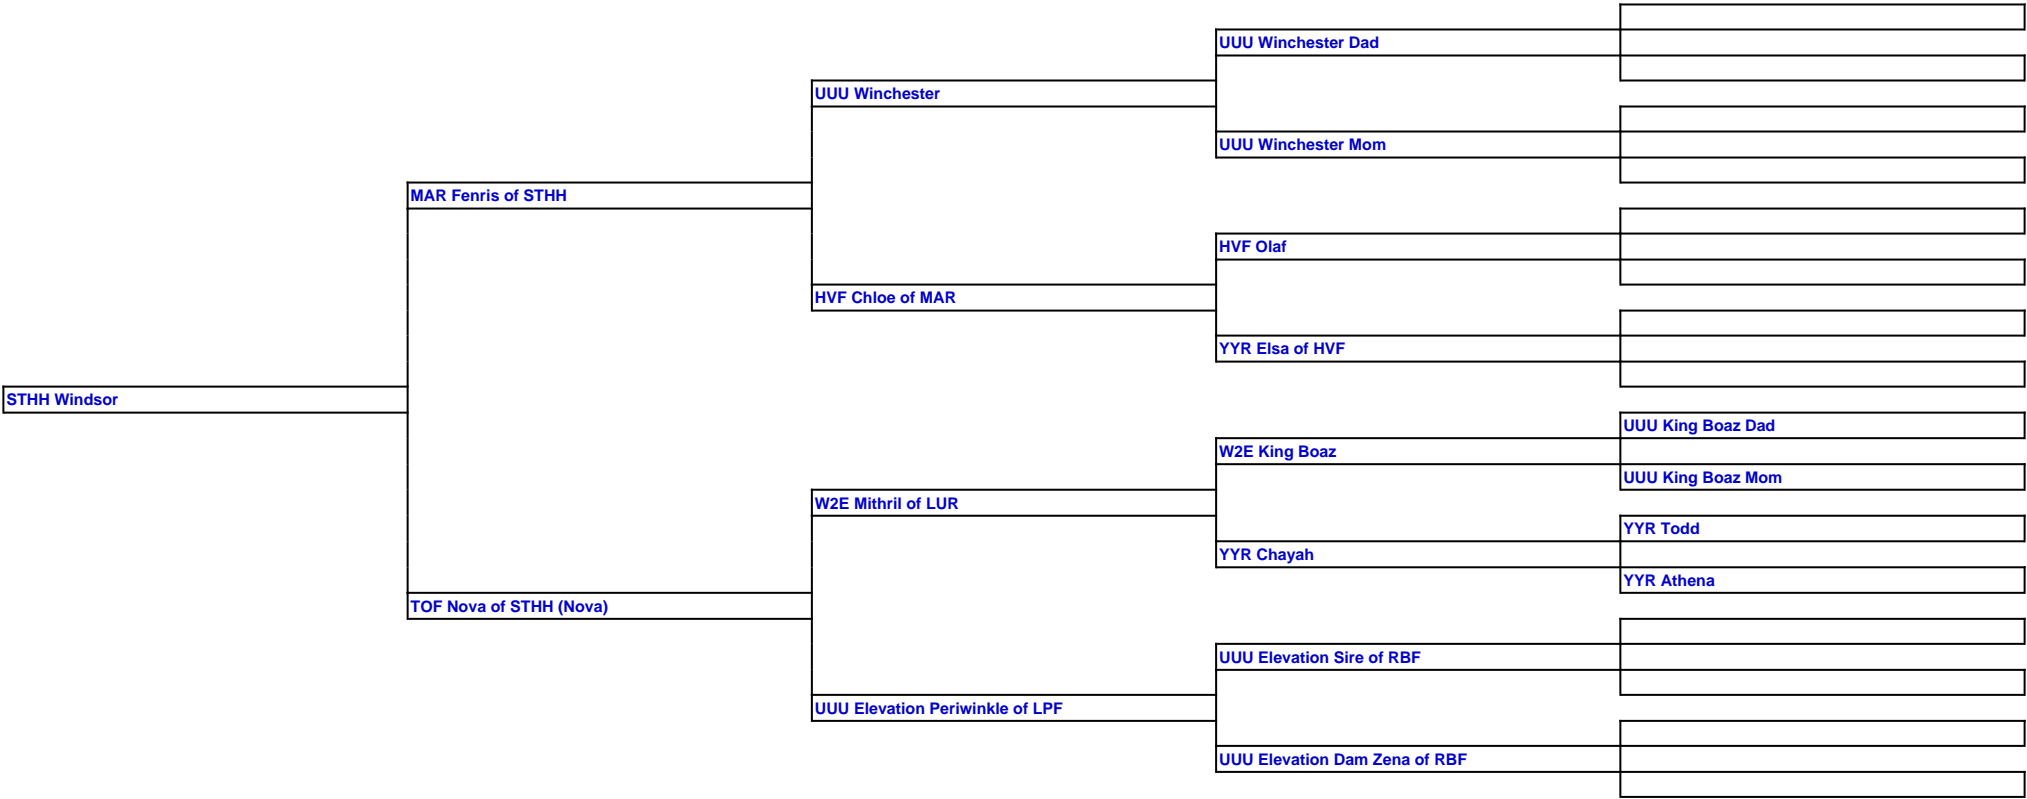 UUU Winchester Dad
UUU Winchester
UUU Winchester Mom
MAR Fenris of STHH
HVF Olaf
HVF Chloe of MAR
YYR Elsa of HVF
STHH Windsor
UUU King Boaz Dad
W2E King Boaz
UUU King Boaz Mom
W2E Mithril of LUR
YYR Todd
YYR Chayah
YYR Athena
TOF Nova of STHH (Nova)
UUU Elevation Sire of RBF
UUU Elevation Periwinkle of LPF
UUU Elevation Dam Zena of RBF